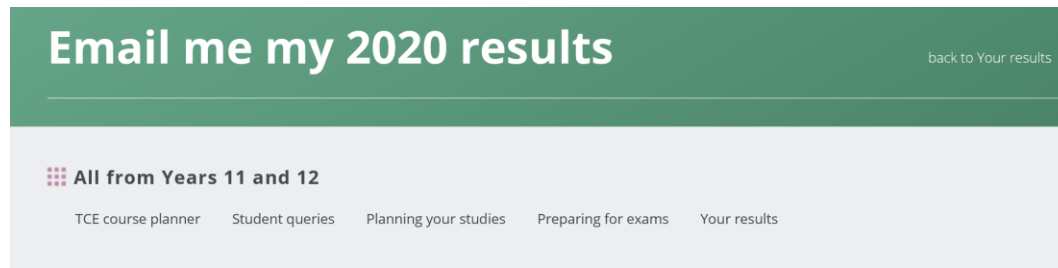 Email me my 2020 results
back to Your results
All from Years 11 and 12
TCE course planner Student queries Planning your studies Preparing for exams Your results